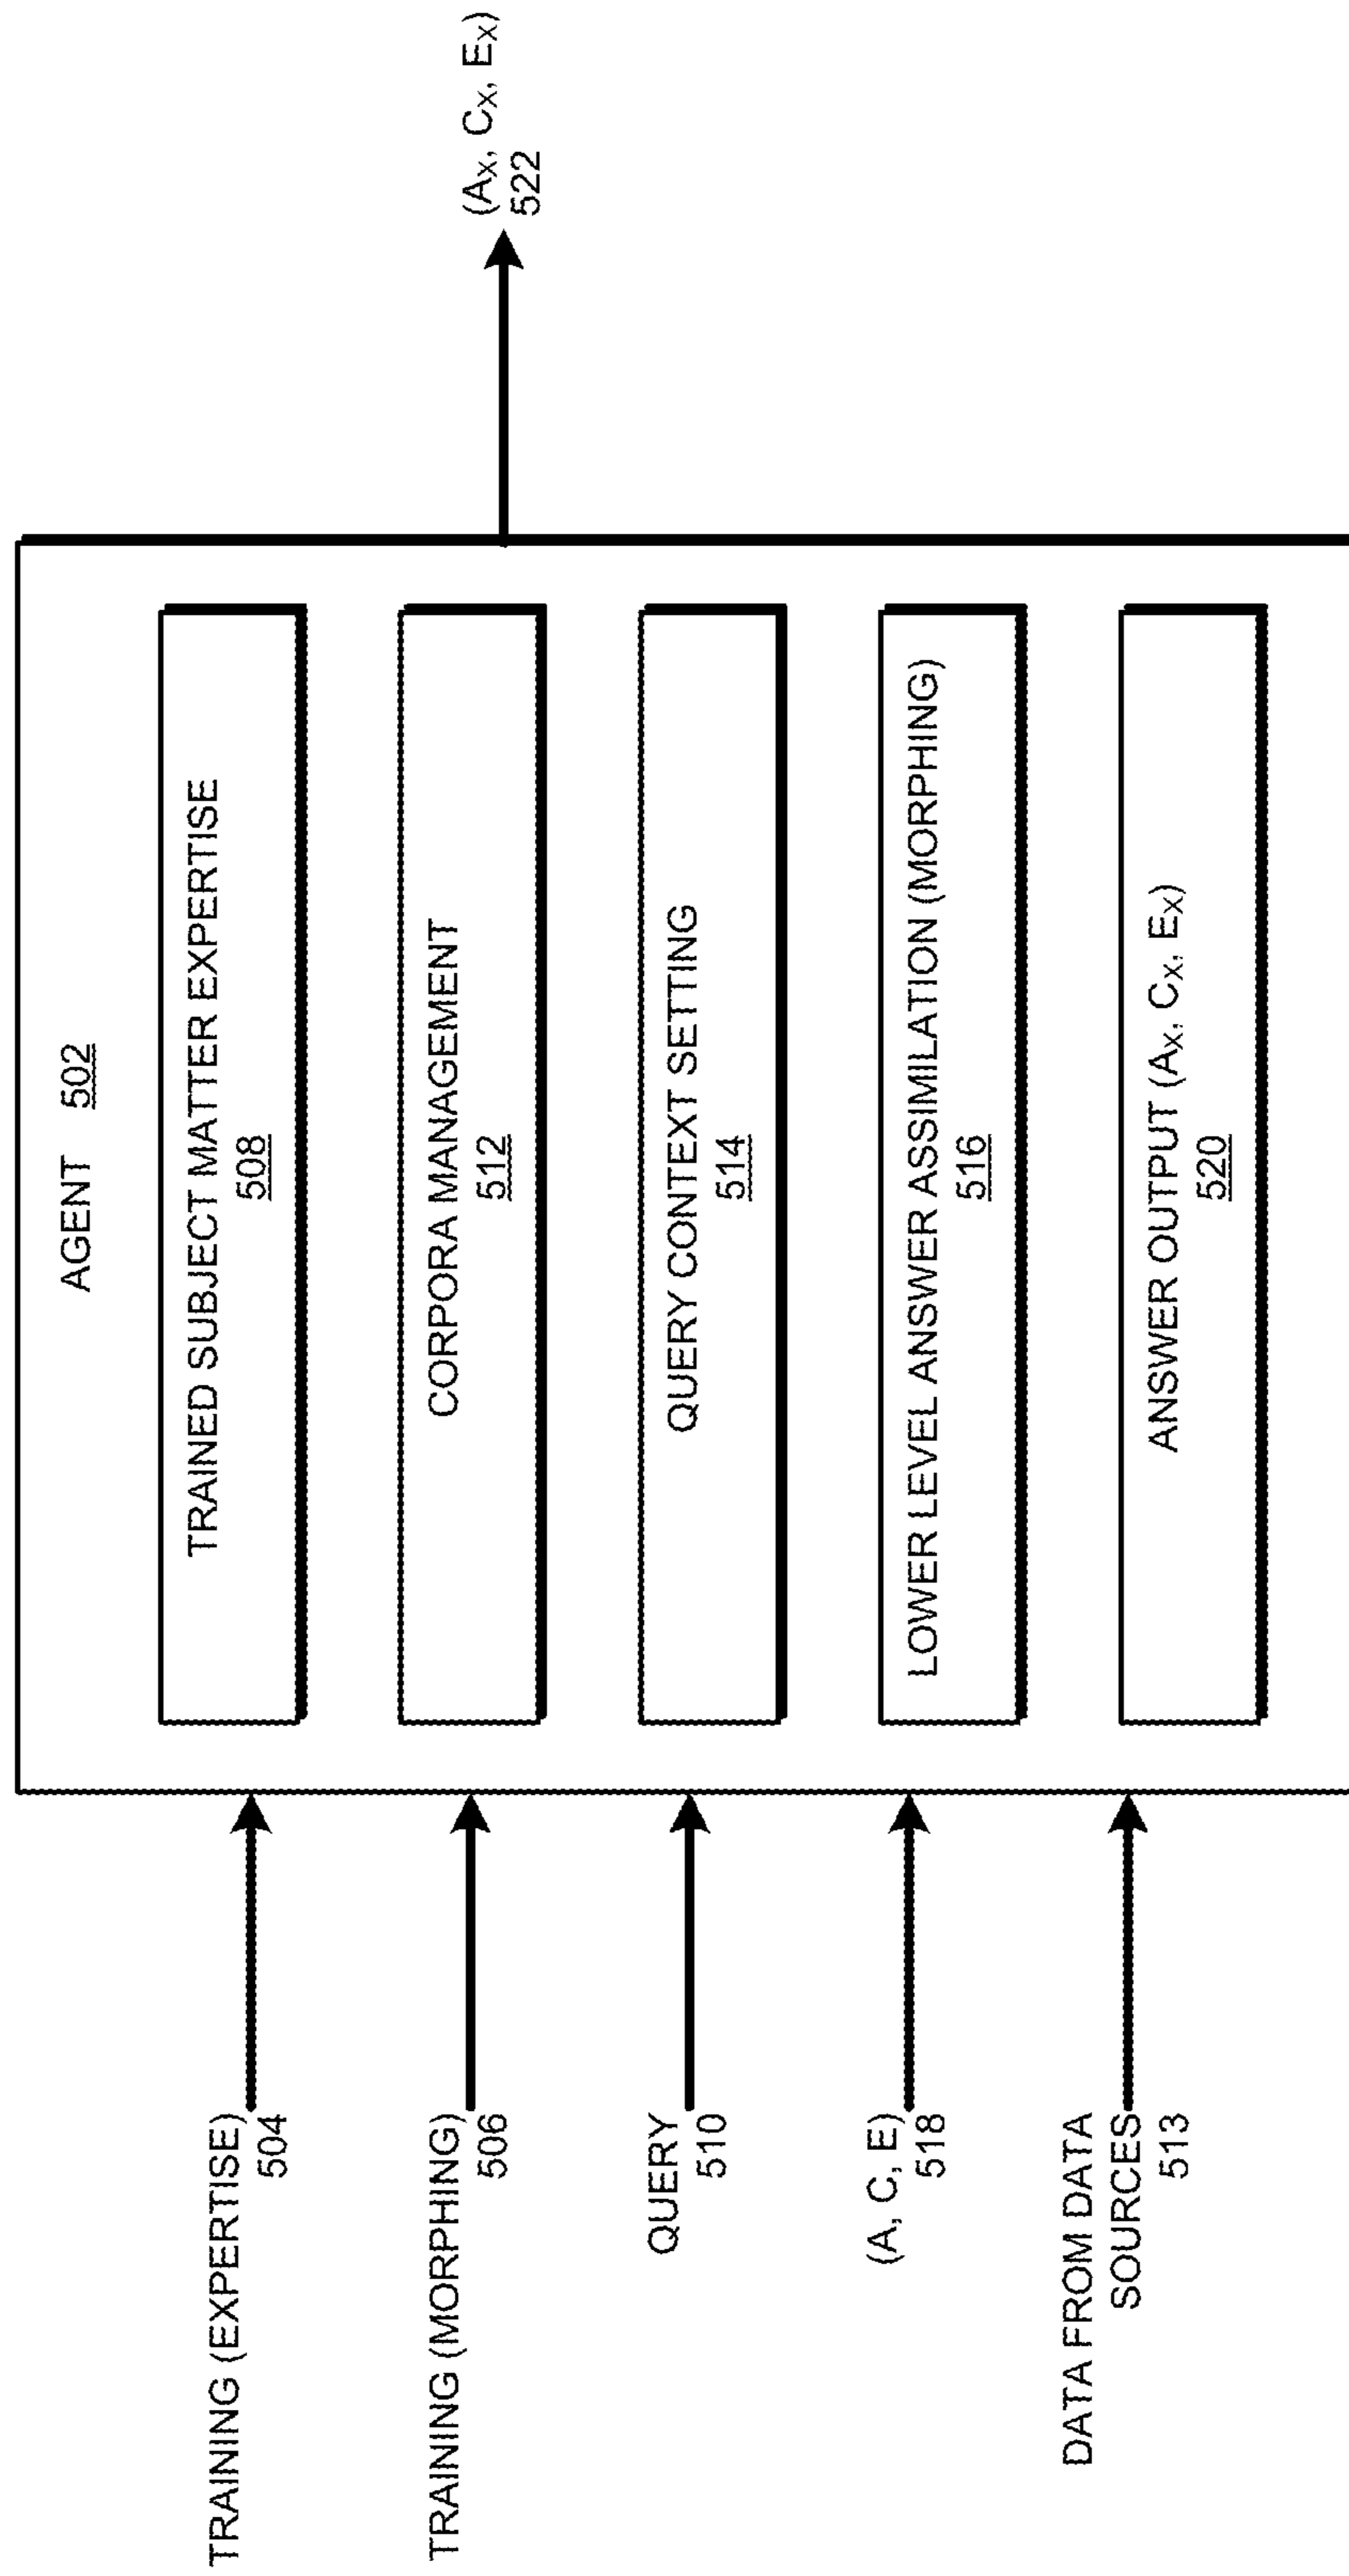 TRAINING (EXPERTISE)
504
TRAINING (MORPHING)
506
QUERY
510
(A, C, E)
518
DATA FROM DATA
SOURCES
513
AGENT 502
TRAINED SUBJECT MATTER EXPERTISE
508
CORPORA MANAGEMENT
512
QUERY CONTEXT SETTING
514
LOWER LEVEL ANSWER ASSIMILATION (MORPHING)
516
ANSWER OUTPUT (Aₓ, Cₓ, Eₓ)
520
(Aₓ, Cₓ, Eₓ)
522